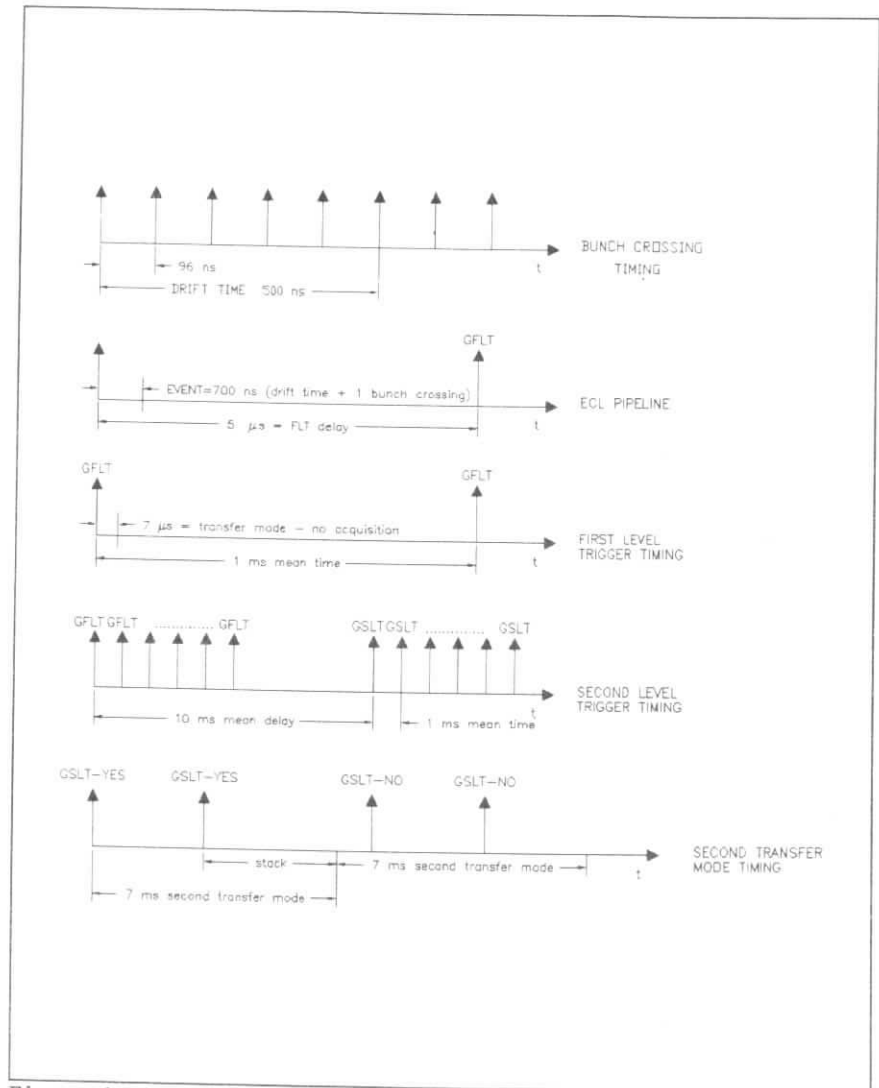 BUNCH CROSSING
TIMING
96 ns
t
DRIFT TIME 500 ns
GFLT
EVENT=700 ns (drift time + 1 bunch crossing)
ECL PIPELINE
5 µs = FLT delay
t
GFLT
GFLT
7 µs = transfer mode – no acquisition
FIRST LEVEL
TRIGGER TIMING
1 ms mean time
t
GFLT GFLT ............. GFLT
GSLT GSLT ............. GSLT
SECOND LEVEL
TRIGGER TIMING
t
10 ms mean delay
1 ms mean time
GSLT–YES
GSLT–YES
GSLT–NO
GSLT–NO
SECOND TRANSFER
MODE TIMING
stack
7 ms second transfer mode
t
7 ms second transfer mode